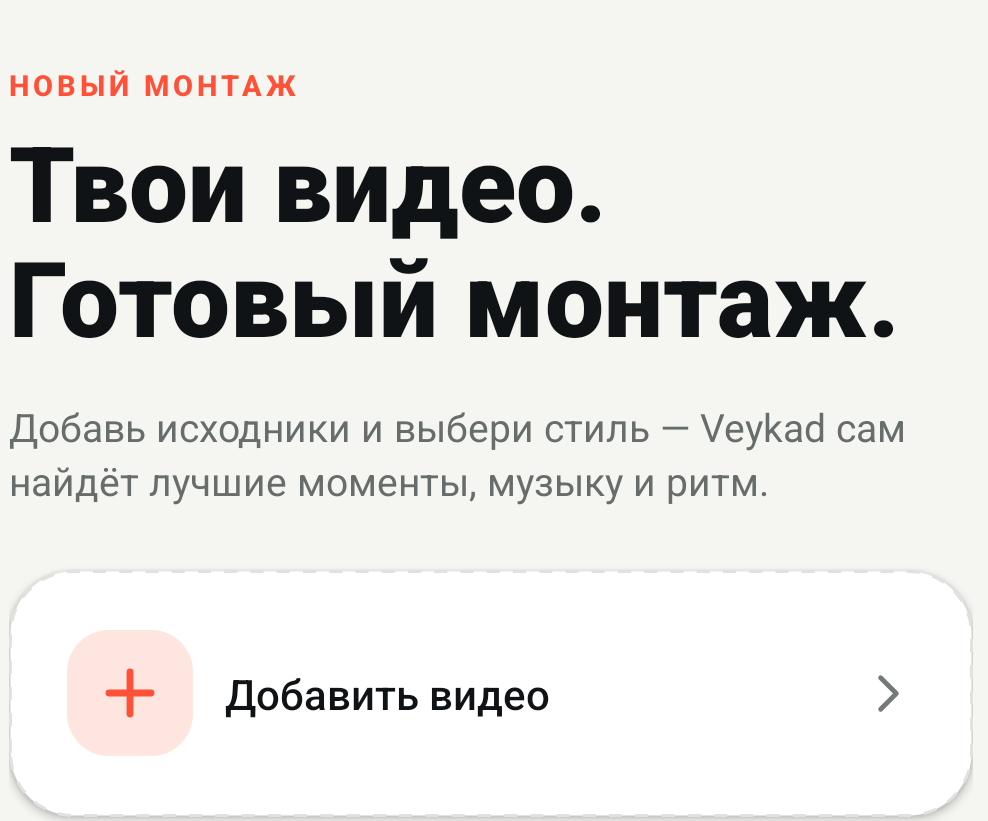 НОВЫЙ МОНТАЖ
Твои видео.
Готовый монтаж.
Добавь исходники и выбери стиль — Veykad сам
найдёт лучшие моменты, музыку и ритм.
Добавить видео